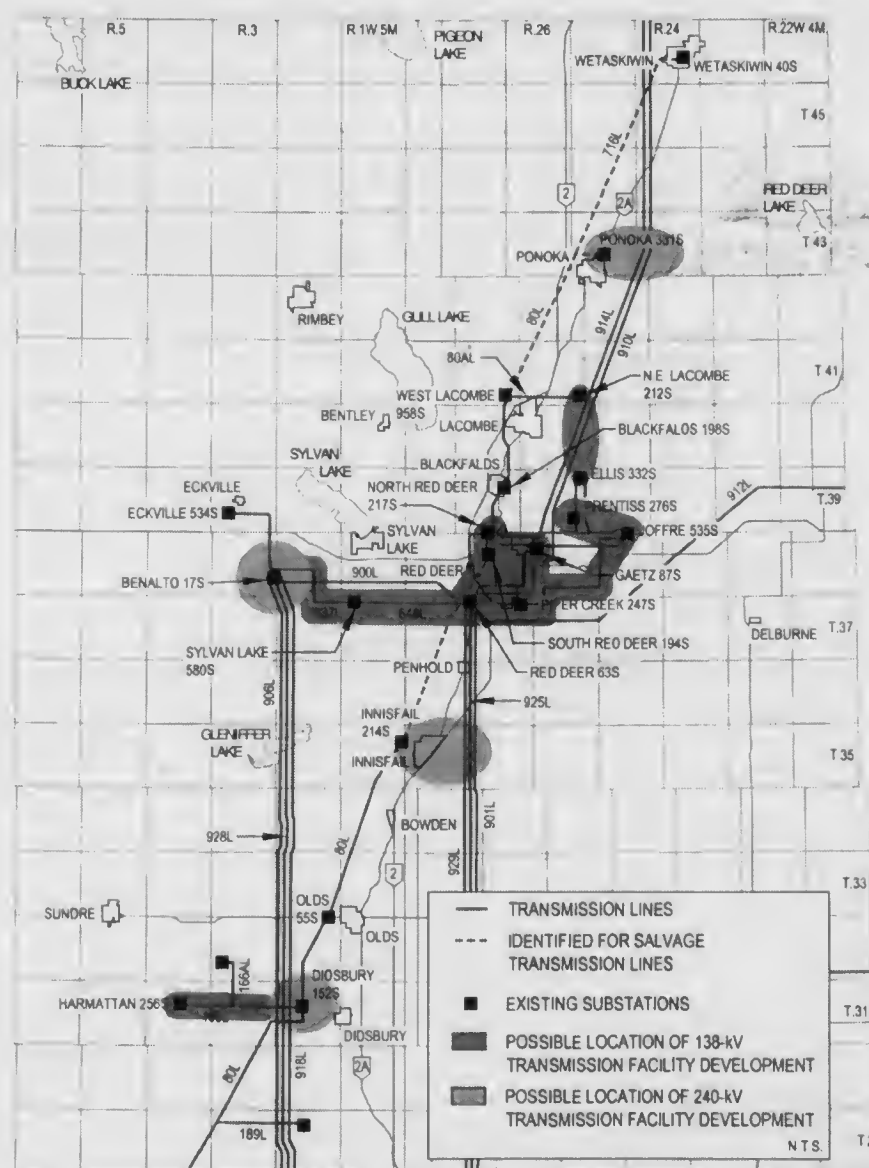 R.5
R.3
R.1W 5M
R.26
R.24
R.22W 4M
PIGEON
LAKE
BUCK LAKE
WETASKIWIN
WETASKIWIN 40S
T 45
716L
2
2A
RED DEER
LAKE
T 43
PONOKA 331S
PONOKA
RIMBEY
GULL LAKE
80L
914L
910L
80AL
T 41
WEST LACOMBE
958S
N.E. LACOMBE
212S
BENTLEY
LACOMBE
BLACKFALOS 198S
SYLVAN
LAKE
BLACKFALDS
ELLIS 332S
912L
ECKVILLE
NORTH RED DEER
217S
PRENTISS 276S
T.39
ECKVILLE 534S
JOFFRE 535S
SYLVAN
LAKE
RED DEER
GAETZ 87S
BENALTO 17S
900L
PIPER CREEK 247S
637L
648L
T.37
DELBURNE
SYLVAN LAKE
580S
SOUTH REO DEER 194S
PENHOLD
RED DEER 63S
906L
925L
INNISFAIL
214S
GLENIFFER
LAKE
INNISFAIL
T 35
901L
BOWDEN
928L
80L
929L
2
T.33
SUNDRE
OLDS
55S
OLDS
166AL
DIOSBURY
152S
HARMATTAN 256S
T.31
DIDSBURY
918L
80L
2A
189L
TRANSMISSION LINES
IDENTIFIED FOR SALVAGE
TRANSMISSION LINES
EXISTING SUBSTATIONS
POSSIBLE LOCATION OF 138-kV
TRANSMISSION FACILITY DEVELOPMENT
POSSIBLE LOCATION OF 240-kV
TRANSMISSION FACILITY DEVELOPMENT
N T S.